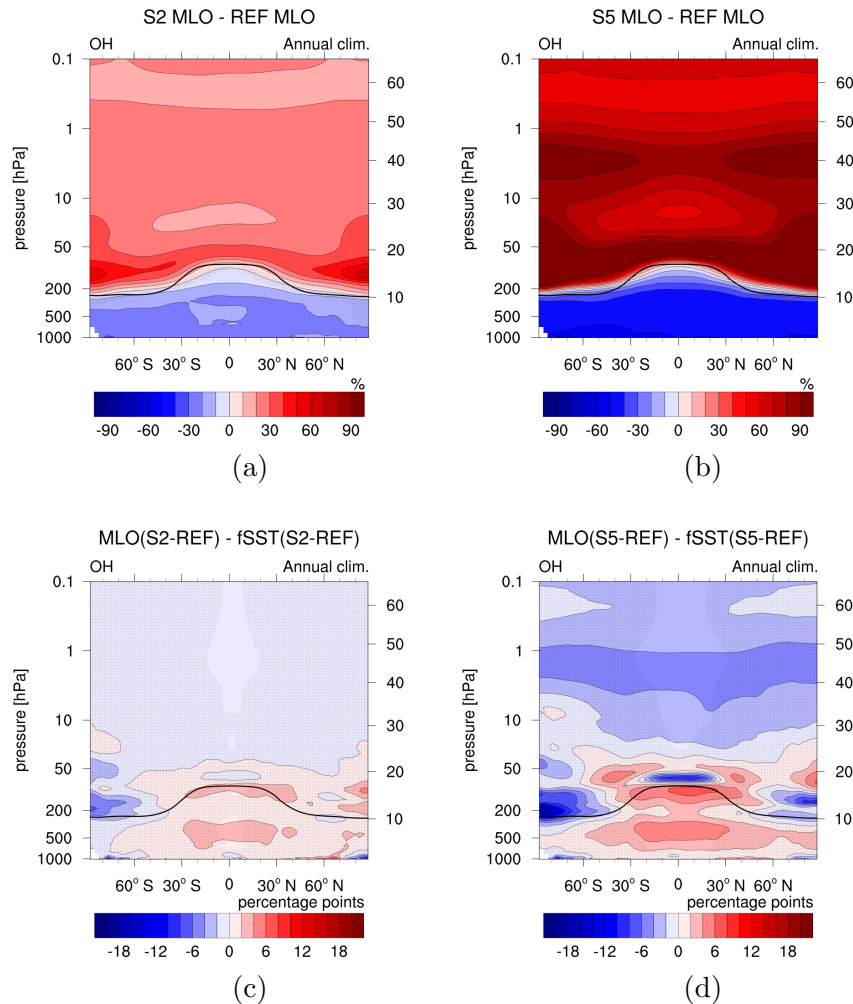 S2 MLO - REF MLO
OH Annual clim.
pressure [hPa]
0.1
1
10
50
200
500
1000
60
50
40
30
20
10
60° S 30° S 0 30° N 60° N
%
-90 -60 -30 0 30 60 90
(a)
S5 MLO - REF MLO
OH Annual clim.
pressure [hPa]
0.1
1
10
50
200
500
1000
60
50
40
30
20
10
60° S 30° S 0 30° N 60° N
%
-90 -60 -30 0 30 60 90
(b)
MLO(S2-REF) - fSST(S2-REF)
OH Annual clim.
pressure [hPa]
0.1
1
10
50
200
500
1000
60
50
40
30
20
10
60° S 30° S 0 30° N 60° N
percentage points
-18 -12 -6 0 6 12 18
(c)
MLO(S5-REF) - fSST(S5-REF)
OH Annual clim.
pressure [hPa]
0.1
1
10
50
200
500
1000
60
50
40
30
20
10
60° S 30° S 0 30° N 60° N
percentage points
-18 -12 -6 0 6 12 18
(d)